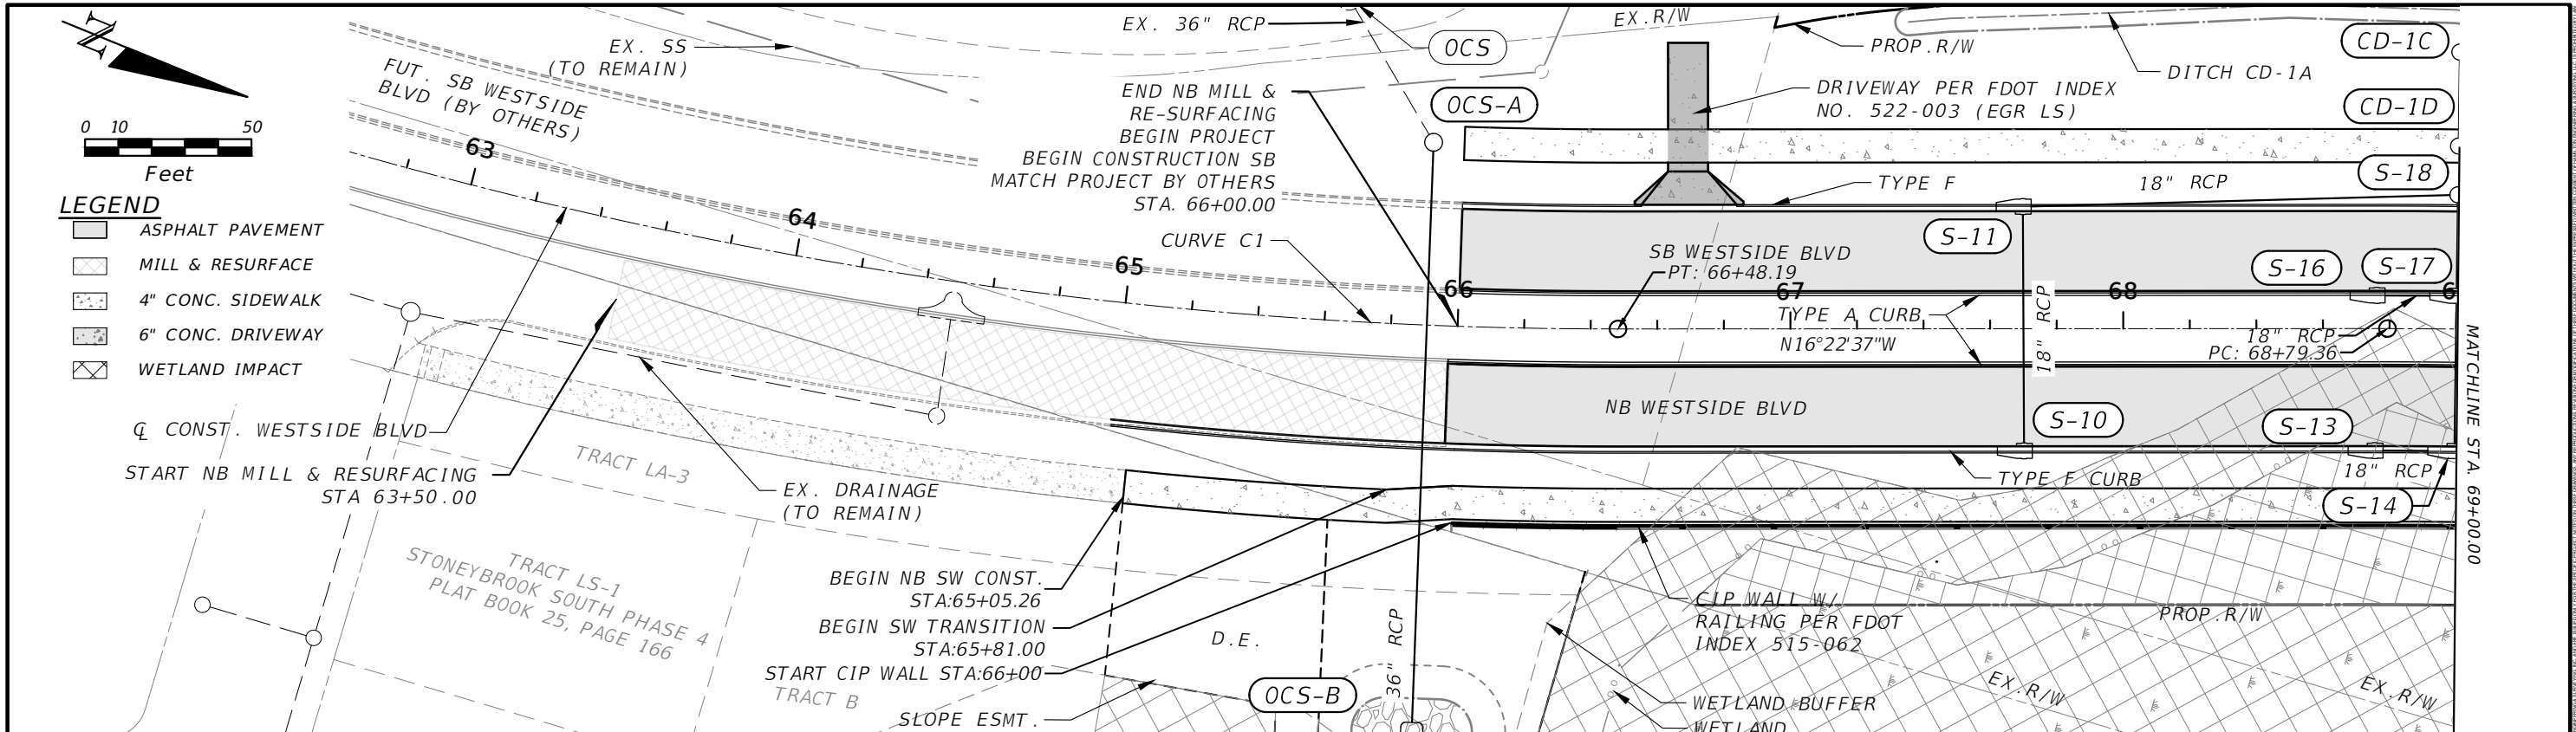 N
0 10 50
Feet
LEGEND
ASPHALT PAVEMENT
MILL & RESURFACE
4" CONC. SIDEWALK
6" CONC. DRIVEWAY
WETLAND IMPACT
EX. SS
(TO REMAIN)
FUT. SB WESTSIDE
BLVD (BY OTHERS)
EX. 36" RCP
OCS
EX.R/W
PROP.R/W
DITCH CD-1A
CD-1C
CD-1D
END NB MILL &
RE-SURFACING
BEGIN PROJECT
BEGIN CONSTRUCTION SB
MATCH PROJECT BY OTHERS
STA. 66+00.00
OCS-A
DRIVEWAY PER FDOT INDEX
NO. 522-003 (EGR LS)
TYPE F
18" RCP
S-18
CURVE C1
S-11
S-16
S-17
SB WESTSIDE BLVD
PT: 66+48.19
63
64
65
66
67
68
6
TYPE A CURB
N16°22'37"W
18" RCP
18" RCP
PC: 68+79.36
NB WESTSIDE BLVD
S-10
S-13
TYPE F CURB
18" RCP
S-14
MATCHLINE STA. 69+00.00
℄ CONST. WESTSIDE BLVD
START NB MILL & RESURFACING
STA 63+50.00
TRACT LA-3
EX. DRAINAGE
(TO REMAIN)
TRACT LS-1
STONEYBROOK SOUTH PHASE 4
PLAT BOOK 25, PAGE 166
BEGIN NB SW CONST.
STA:65+05.26
BEGIN SW TRANSITION
STA:65+81.00
START CIP WALL STA:66+00
TRACT B
SLOPE ESMT.
D.E.
OCS-B
36" RCP
CIP WALL W/
RAILING PER FDOT
INDEX 515-062
PROP.R/W
EX.R/W
EX.R/W
WETLAND BUFFER
WETLAND